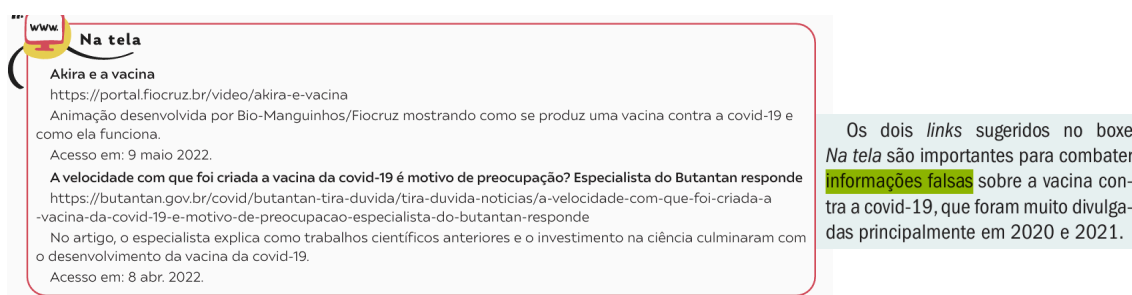 www.
Na tela
Akira e a vacina
https://portal.fiocruz.br/video/akira-e-vacina
Animação desenvolvida por Bio-Manguinhos/Fiocruz mostrando como se produz uma vacina contra a covid-19 e
como ela funciona.
Acesso em: 9 maio 2022.
A velocidade com que foi criada a vacina da covid-19 é motivo de preocupação? Especialista do Butantan responde
https://butantan.gov.br/covid/butantan-tira-duvida/tira-duvida-noticias/a-velocidade-com-que-foi-criada-a
-vacina-da-covid-19-e-motivo-de-preocupacao-especialista-do-butantan-responde
No artigo, o especialista explica como trabalhos científicos anteriores e o investimento na ciência culminaram com
o desenvolvimento da vacina da covid-19.
Acesso em: 8 abr. 2022.
Os dois links sugeridos no boxe
Na tela são importantes para combater
informações falsas sobre a vacina con-
tra a covid-19, que foram muito divulga-
das principalmente em 2020 e 2021.